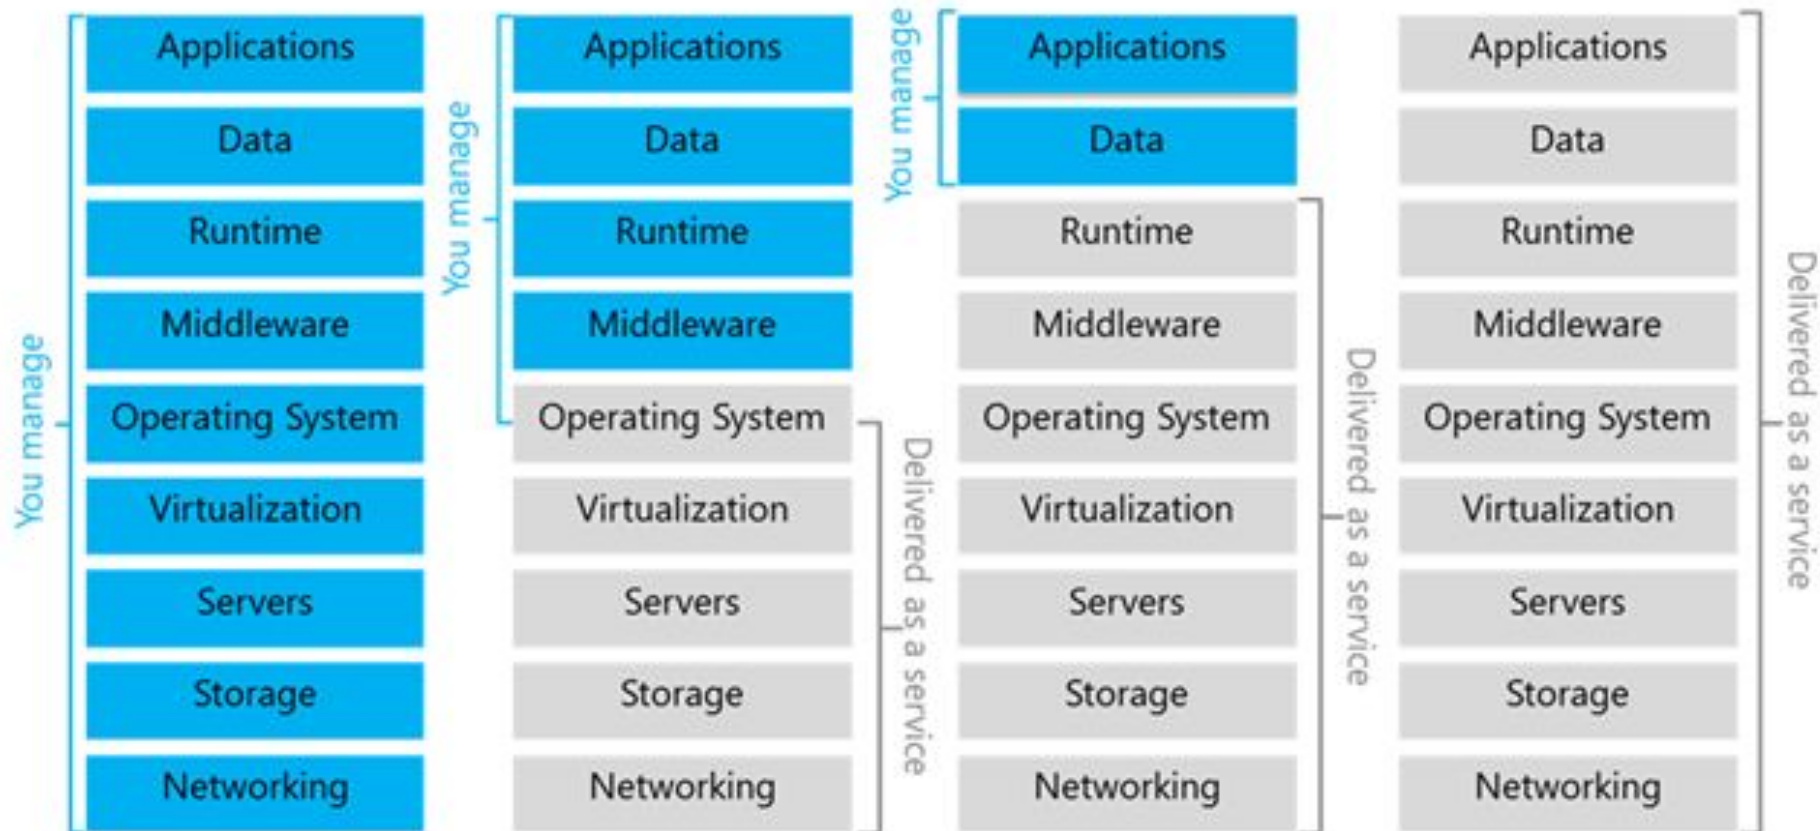 You manage
Applications
Data
Runtime
Middleware
Operating System
Virtualization
Servers
Storage
Networking
You manage
Applications
Data
Runtime
Middleware
Operating System
Virtualization
Servers
Storage
Networking
Delivered as a service
You manage
Applications
Data
Runtime
Middleware
Operating System
Virtualization
Servers
Storage
Networking
Delivered as a service
Applications
Data
Runtime
Middleware
Operating System
Virtualization
Servers
Storage
Networking
Delivered as a service